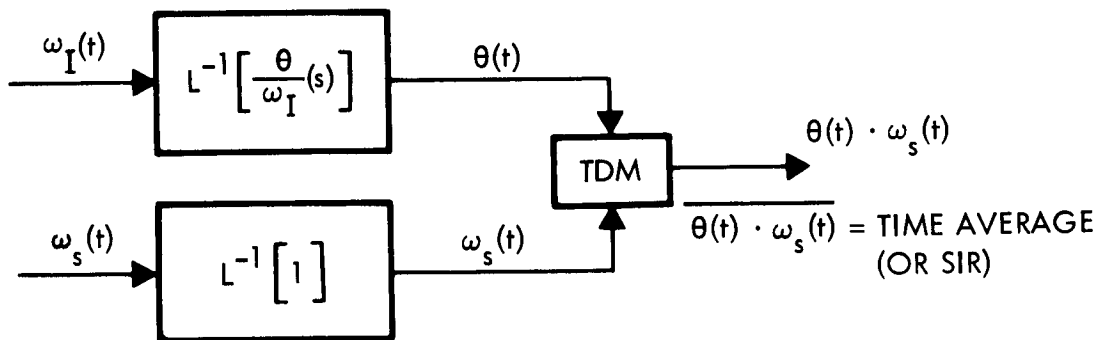 ω_I(t)
L⁻¹[θ/ω_I(s)]
θ(t)
TDM
θ(t) · ω_s(t)
θ(t) · ω_s(t) = TIME AVERAGE
(OR SIR)
ω_s(t)
L⁻¹[1]
ω_s(t)